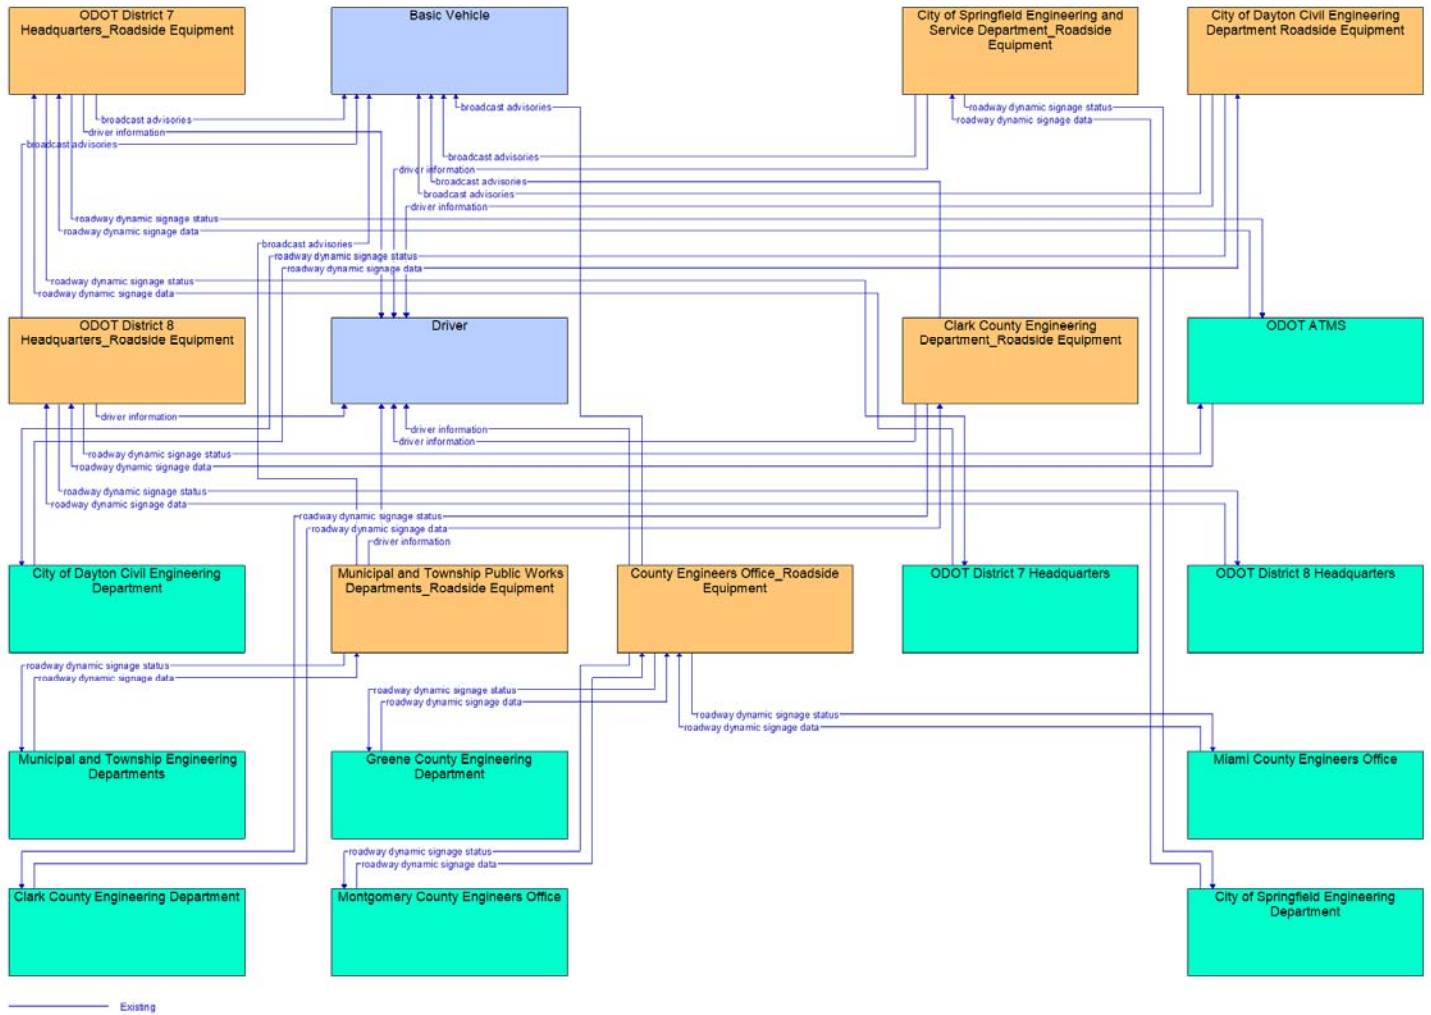 ODOT District 7
Headquarters_Roadside Equipment
Basic Vehicle
City of Springfield Engineering and
Service Department_Roadside
Equipment
City of Dayton Civil Engineering
Department Roadside Equipment
broadcast advisories
broadcast advisories
roadway dynamic signage status
driver information
roadway dynamic signage data
broadcast advisories
broadcast advisories
driver information
broadcast advisories
broadcast advisories
driver information
roadway dynamic signage status
roadway dynamic signage data
broadcast advisories
roadway dynamic signage status
roadway dynamic signage data
roadway dynamic signage status
roadway dynamic signage data
ODOT District 8
Headquarters_Roadside Equipment
Driver
Clark County Engineering
Department_Roadside Equipment
ODOT ATMS
driver information
driver information
driver information
roadway dynamic signage status
roadway dynamic signage data
roadway dynamic signage status
roadway dynamic signage data
roadway dynamic signage status
roadway dynamic signage data
driver information
City of Dayton Civil Engineering
Department
Municipal and Township Public Works
Departments_Roadside Equipment
County Engineers Office_Roadside
Equipment
ODOT District 7 Headquarters
ODOT District 8 Headquarters
roadway dynamic signage status
roadway dynamic signage data
roadway dynamic signage status
roadway dynamic signage data
roadway dynamic signage status
roadway dynamic signage data
Municipal and Township Engineering
Departments
Greene County Engineering
Department
Miami County Engineers Office
roadway dynamic signage status
roadway dynamic signage data
Clark County Engineering Department
Montgomery County Engineers Office
City of Springfield Engineering
Department
Existing